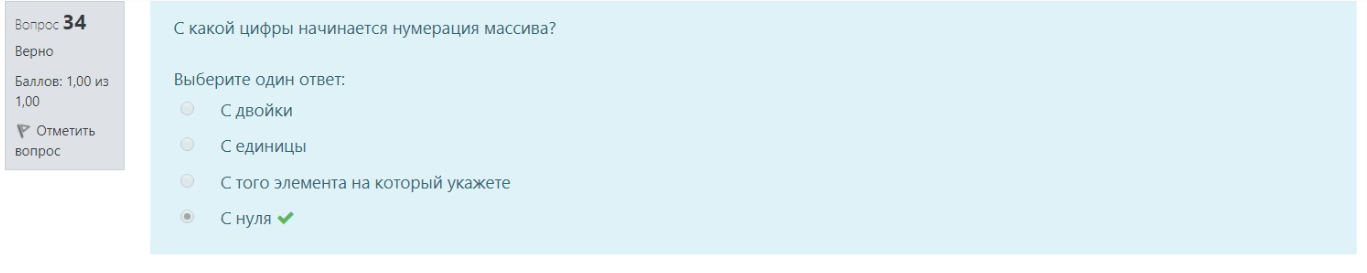 Вопрос 34
Верно
Баллов: 1,00 из
1,00
Отметить
вопрос
С какой цифры начинается нумерация массива?
Выберите один ответ:
С двойки
С единицы
С того элемента на который укажете
С нуля